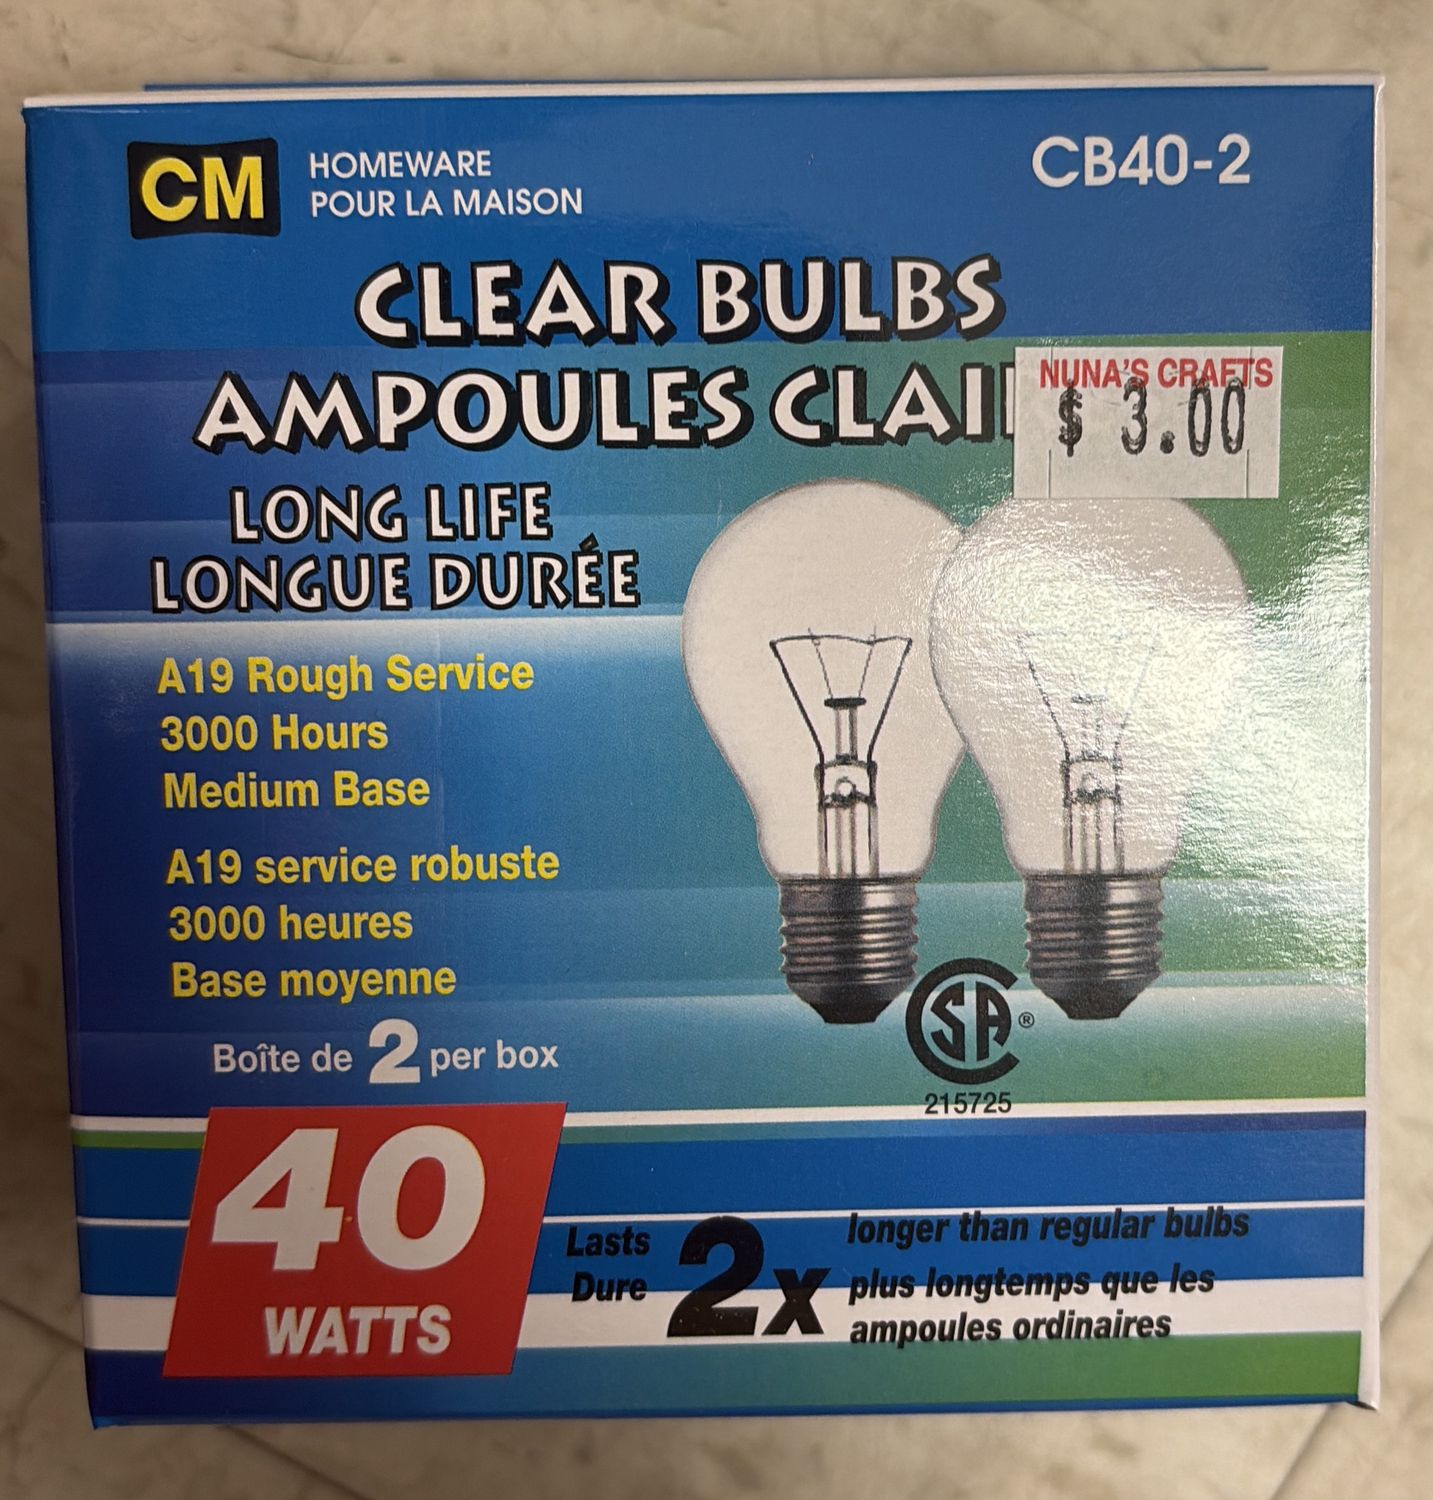 CM
HOMEWARE
POUR LA MAISON
CB40-2
CLEAR BULBS
AMPOULES
NUNA'S CRAFTS
$ 3.00
LONG LIFE
LONGUE DURÉE
A19 Rough Service
3000 Hours
Medium Base
A19 service robuste
3000 heures
Base moyenne
Boîte de 2 per box
CSA®
215725
40
WATTS
Lasts
Dure
2x
longer than regular bulbs
plus longtemps que les
ampoules ordinaires